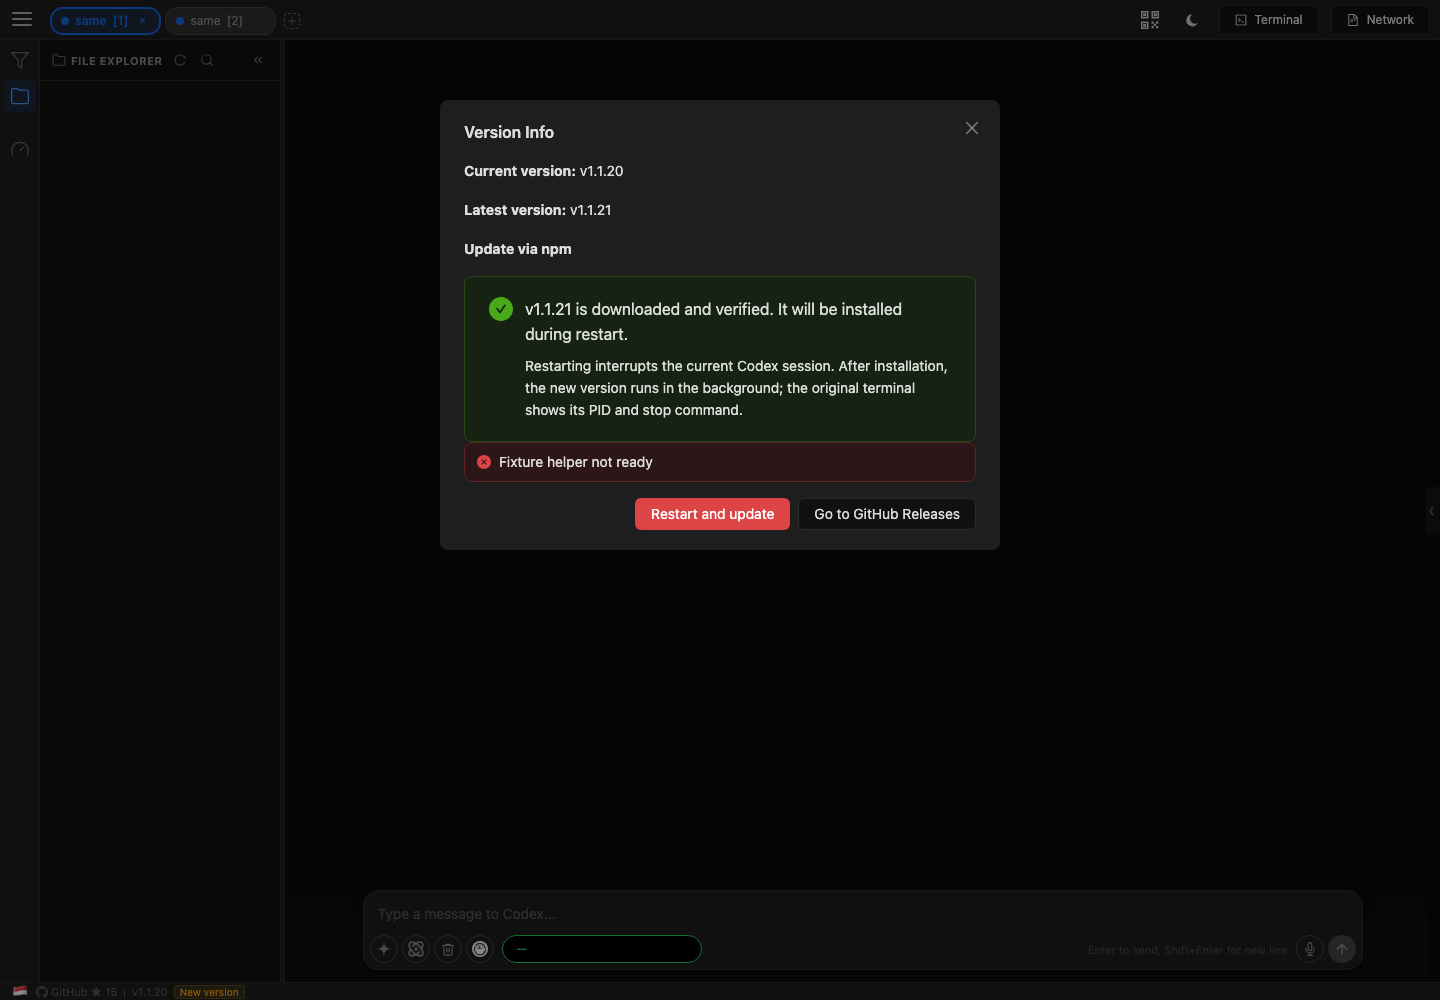 same [1] ×
same [2]
Terminal
Network
FILE EXPLORER
Version Info
Current version: v1.1.20
Latest version: v1.1.21
Update via npm
v1.1.21 is downloaded and verified. It will be installed
during restart.
Restarting interrupts the current Codex session. After installation,
the new version runs in the background; the original terminal
shows its PID and stop command.
Fixture helper not ready
Restart and update
Go to GitHub Releases
Type a message to Codex...
Enter to send, Shift+Enter for new line
GitHub ★ 15 | v1.1.20 New version